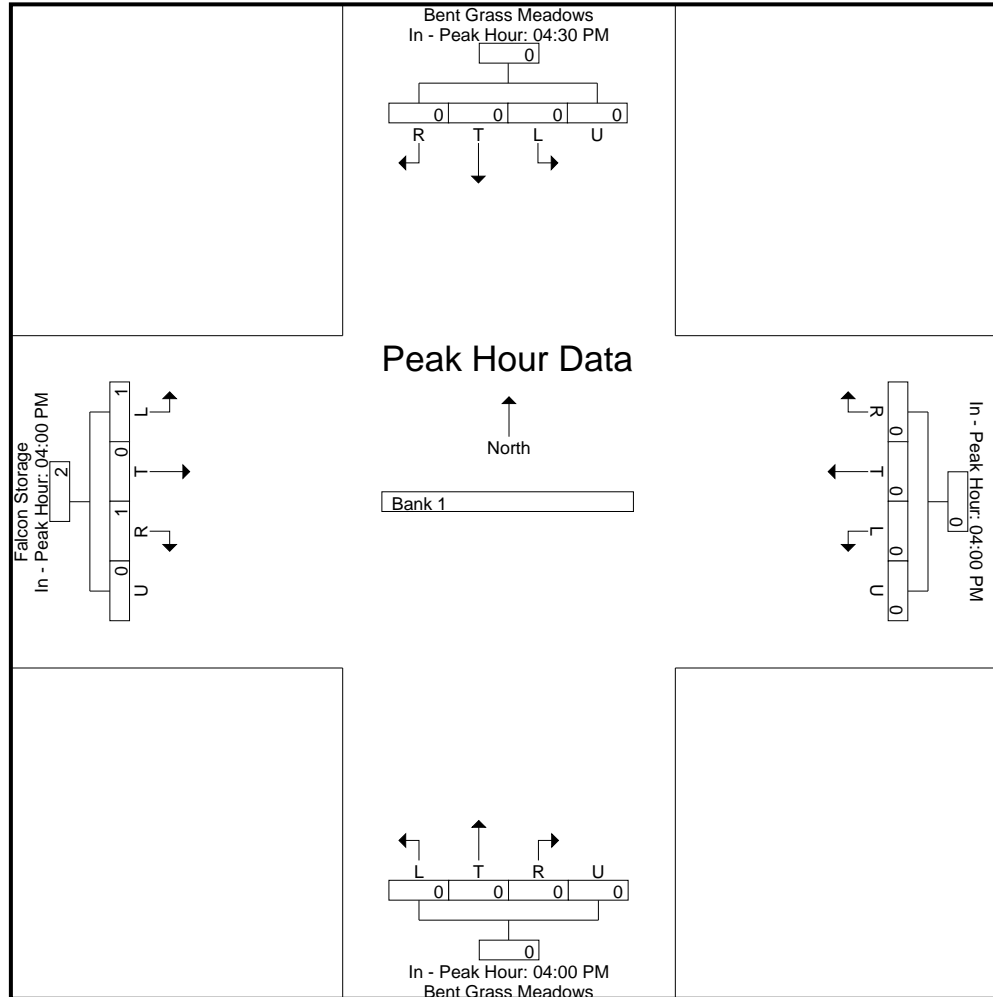 Bent Grass Meadows
In - Peak Hour: 04:30 PM
0
0 0 0 0
R T L U
Peak Hour Data
North
Bank 1
Falcon Storage
In - Peak Hour: 04:00 PM
2
1 0 1 0
L T R U
In - Peak Hour: 04:00 PM
0
0 0 0 0
R T L U
L T R U
0 0 0 0
0
In - Peak Hour: 04:00 PM
Bent Grass Meadows